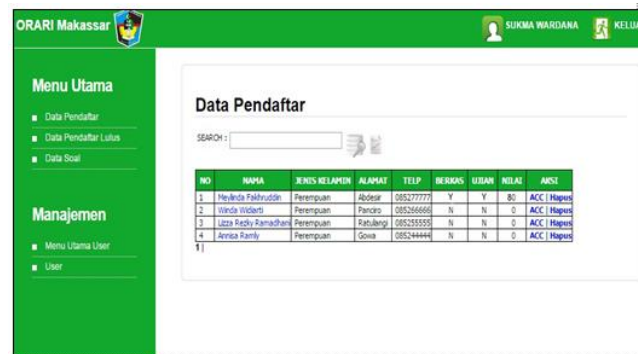 ORARI Makassar
SUKMA WARDANA
KELUA
Menu Utama
Data Pendaftar
Data Pendaftar Lulus
Data Soal
Manajemen
Menu Utama User
User
Data Pendaftar
SEARCH :
NO NAMA JENIS KELAMIN ALAMAT TELP BERKAS UJIAN NILAI AKSI
1 Meylinda Fakhruddin Perempuan Abdesir 085277777 Y Y 80 ACC | Hapus
2 Winda Widiarti Perempuan Panciro 085266666 N N 0 ACC | Hapus
3 Lizza Rezky Ramadhani Perempuan Ratulangi 085255555 N N 0 ACC | Hapus
4 Annisa Ramly Perempuan Gowa 085244444 N N 0 ACC | Hapus
1 |